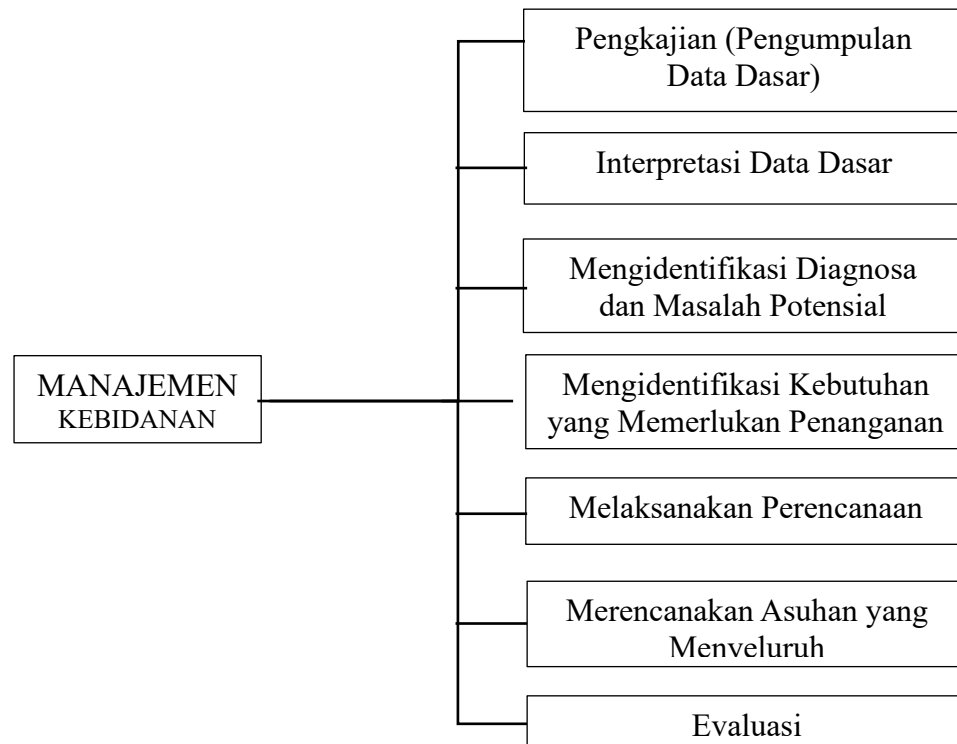 Pengkajian (Pengumpulan
Data Dasar)
Interpretasi Data Dasar
Mengidentifikasi Diagnosa
dan Masalah Potensial
MANAJEMEN
KEBIDANAN
Mengidentifikasi Kebutuhan
yang Memerlukan Penanganan
Melaksanakan Perencanaan
Merencanakan Asuhan yang
Menyeluruh
Evaluasi